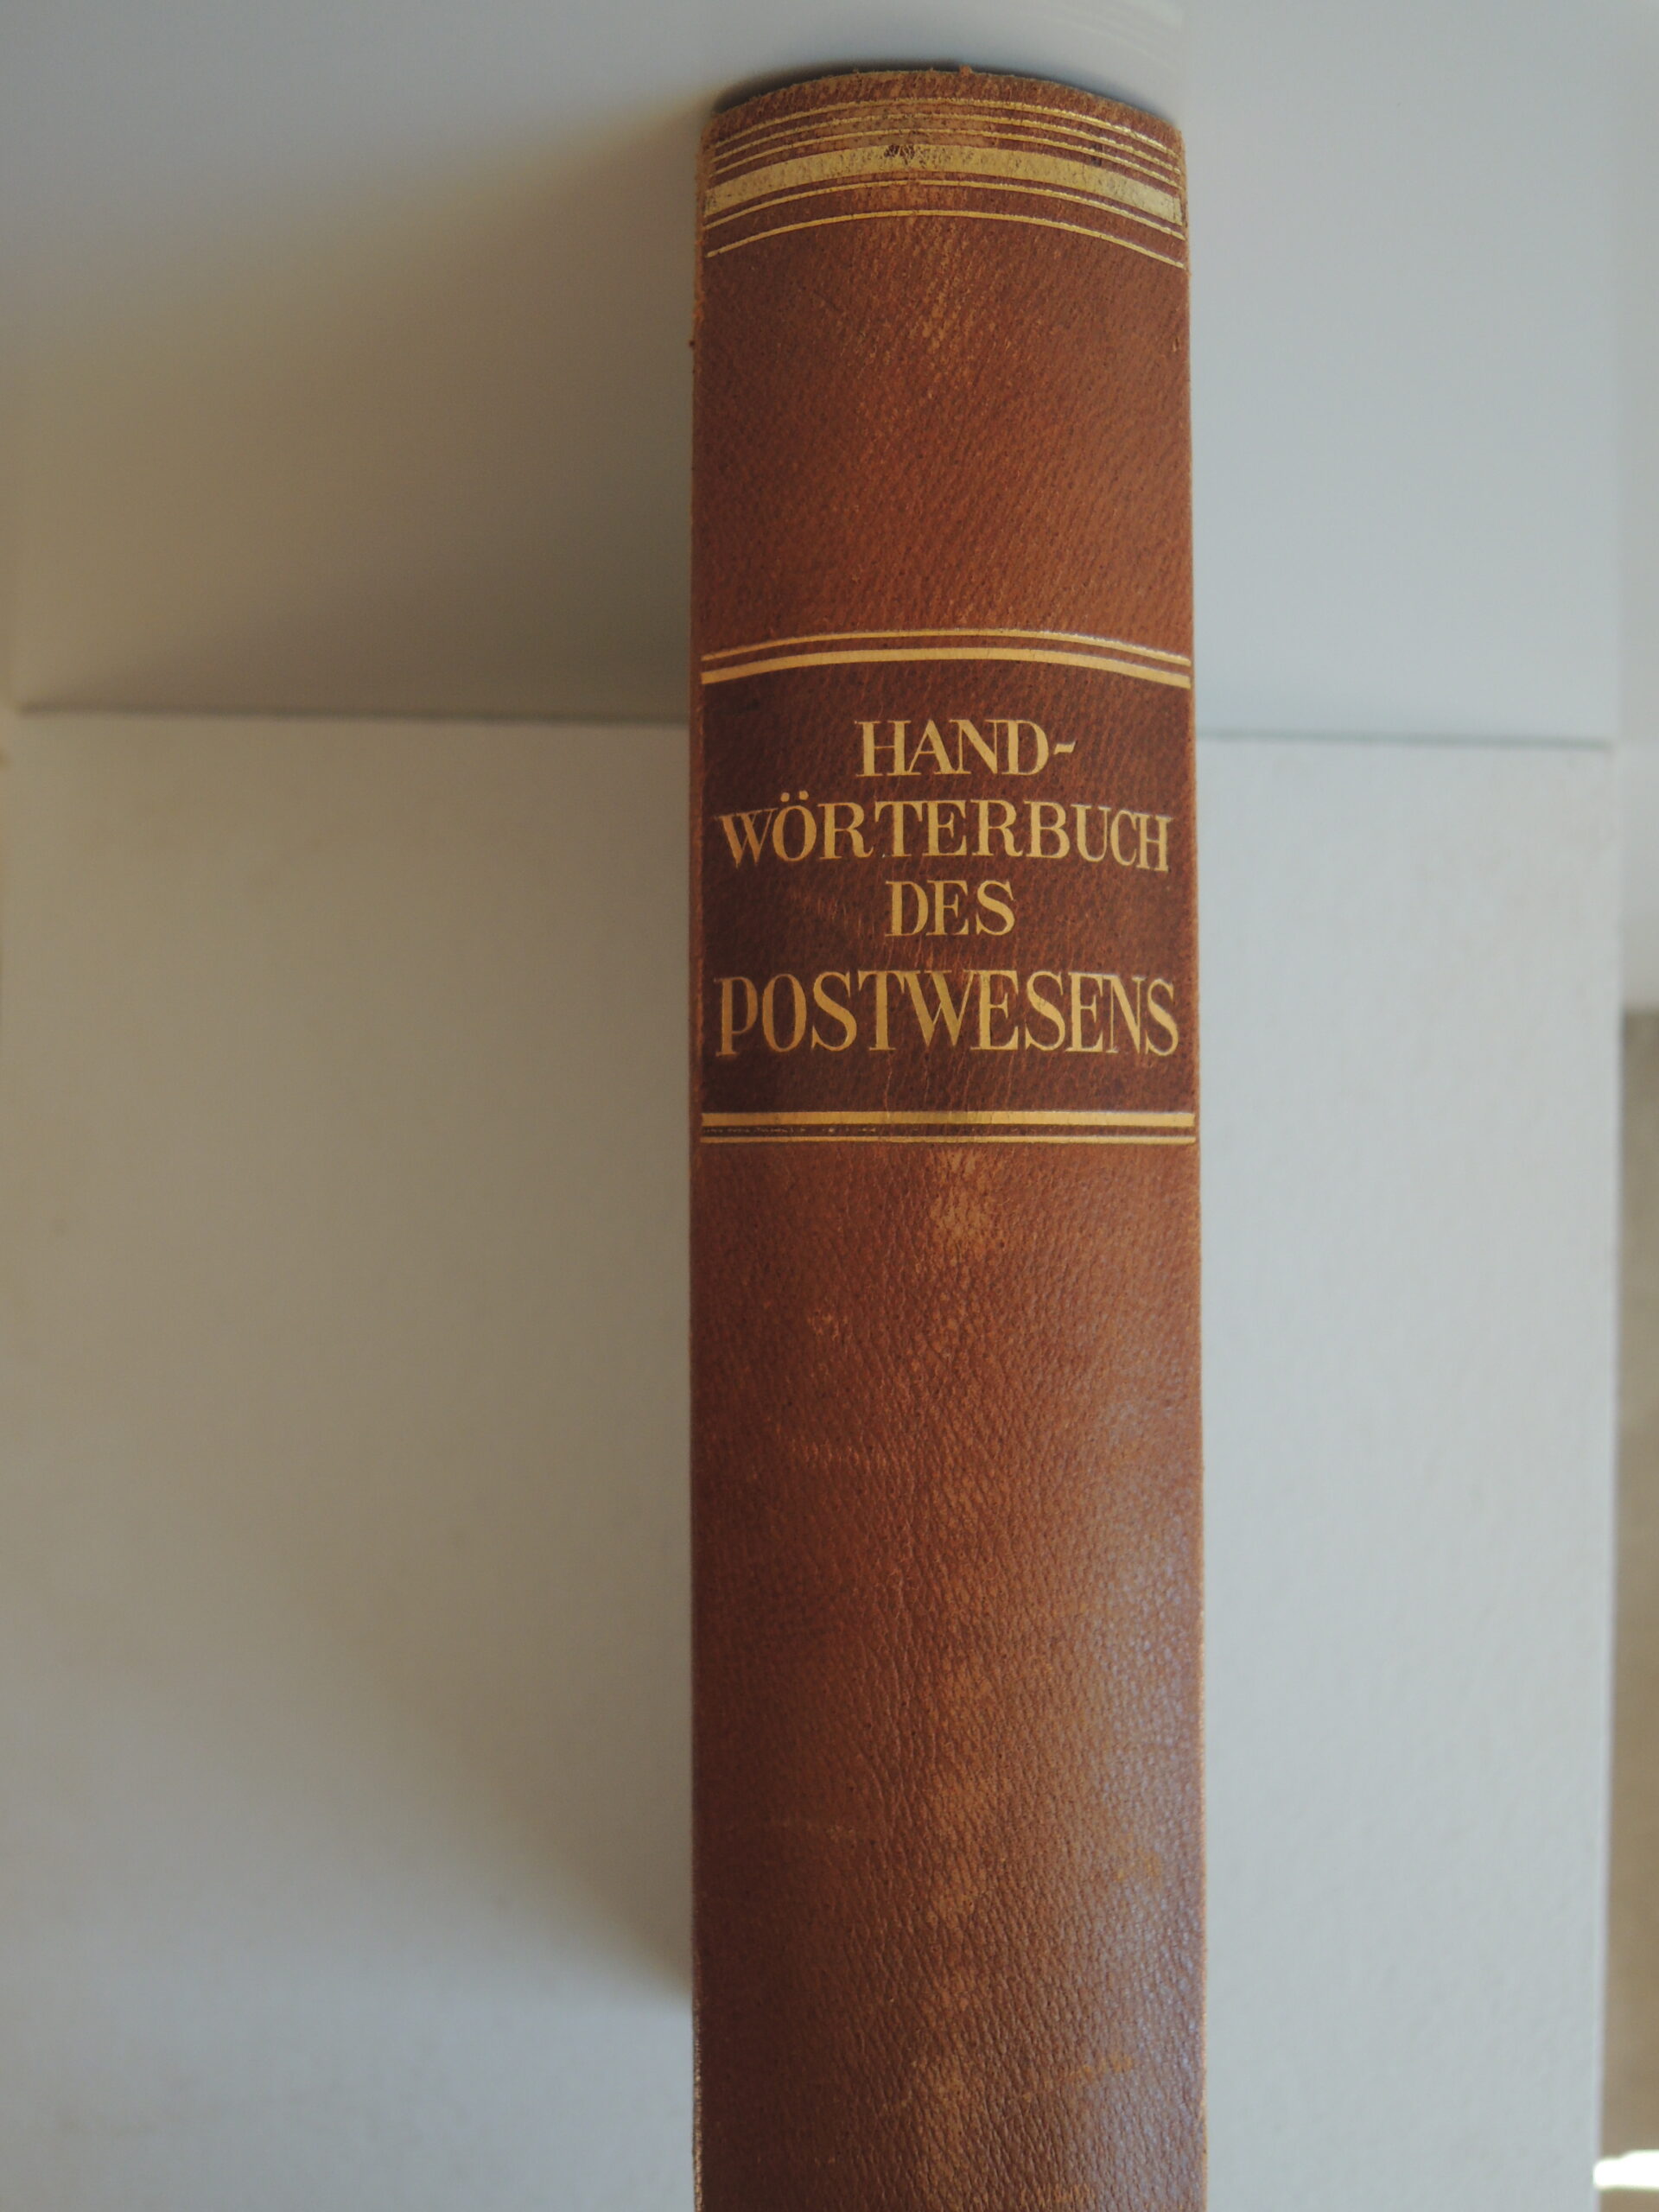 HAND-
WÖRTERBUCH
DES
POSTWESENS